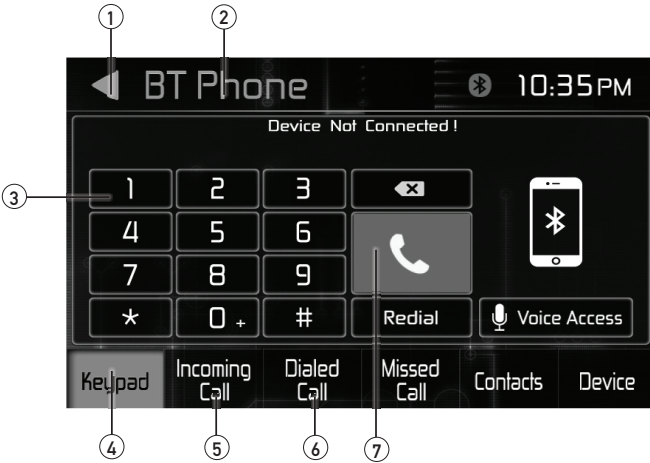 1 2
BT Phone 10:35PM
Device Not Connected !
3
1 2 3
4 5 6
7 8 9
* 0 + # Redial Voice Access
Keypad Incoming Call Dialed Call Missed Call Contacts Device
4 5 6 7